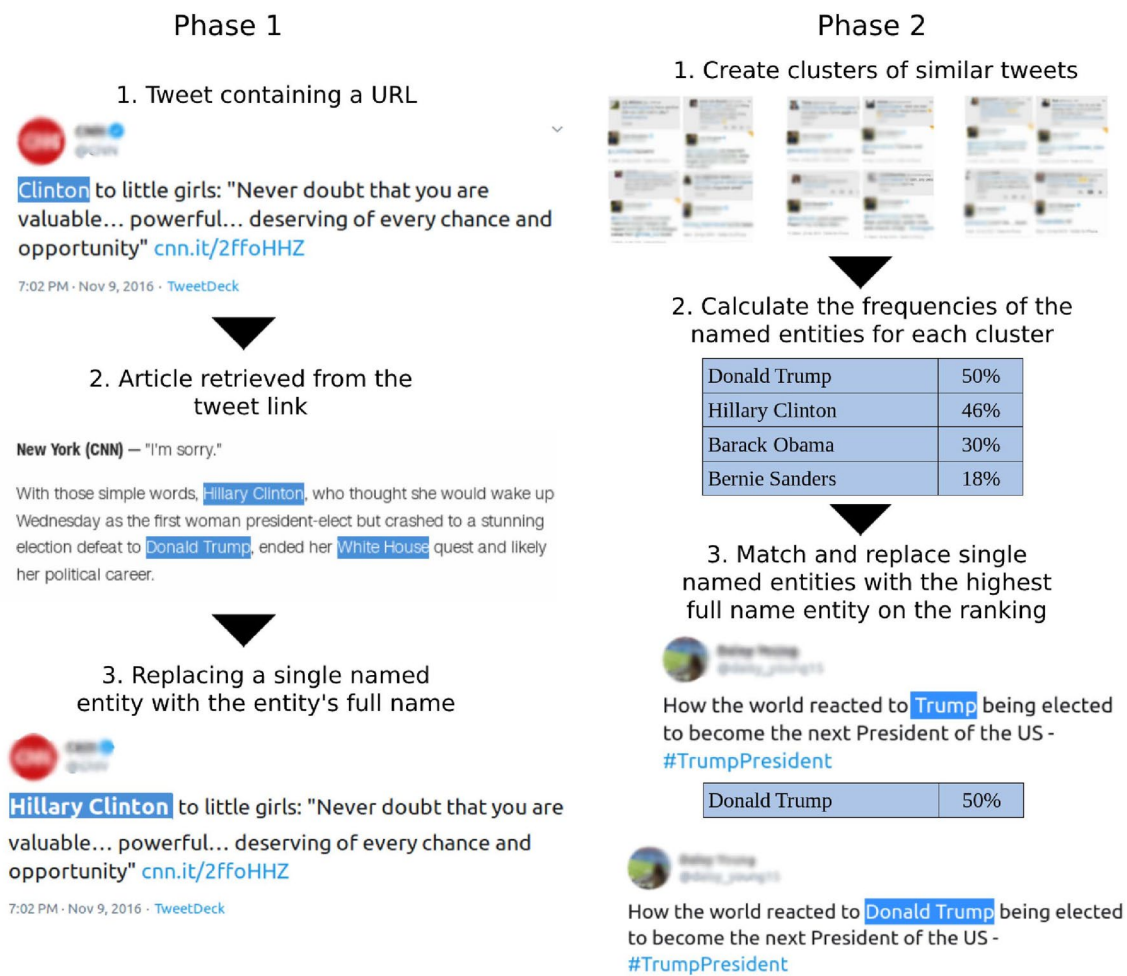 Phase 1
1. Tweet containing a URL
Clinton to little girls: "Never doubt that you are
valuable... powerful... deserving of every chance and
opportunity" cnn.it/2ffoHHZ
7:02 PM · Nov 9, 2016 · TweetDeck
2. Article retrieved from the
tweet link
New York (CNN) — "I'm sorry."
With those simple words, Hillary Clinton, who thought she would wake up
Wednesday as the first woman president-elect but crashed to a stunning
election defeat to Donald Trump, ended her White House quest and likely
her political career.
3. Replacing a single named
entity with the entity's full name
Hillary Clinton to little girls: "Never doubt that you are
valuable... powerful... deserving of every chance and
opportunity" cnn.it/2ffoHHZ
7:02 PM · Nov 9, 2016 · TweetDeck
Phase 2
1. Create clusters of similar tweets
2. Calculate the frequencies of the
named entities for each cluster
Donald Trump 50%
Hillary Clinton 46%
Barack Obama 30%
Bernie Sanders 18%
3. Match and replace single
named entities with the highest
full name entity on the ranking
How the world reacted to Trump being elected
to become the next President of the US -
#TrumpPresident
Donald Trump 50%
How the world reacted to Donald Trump being elected
to become the next President of the US -
#TrumpPresident